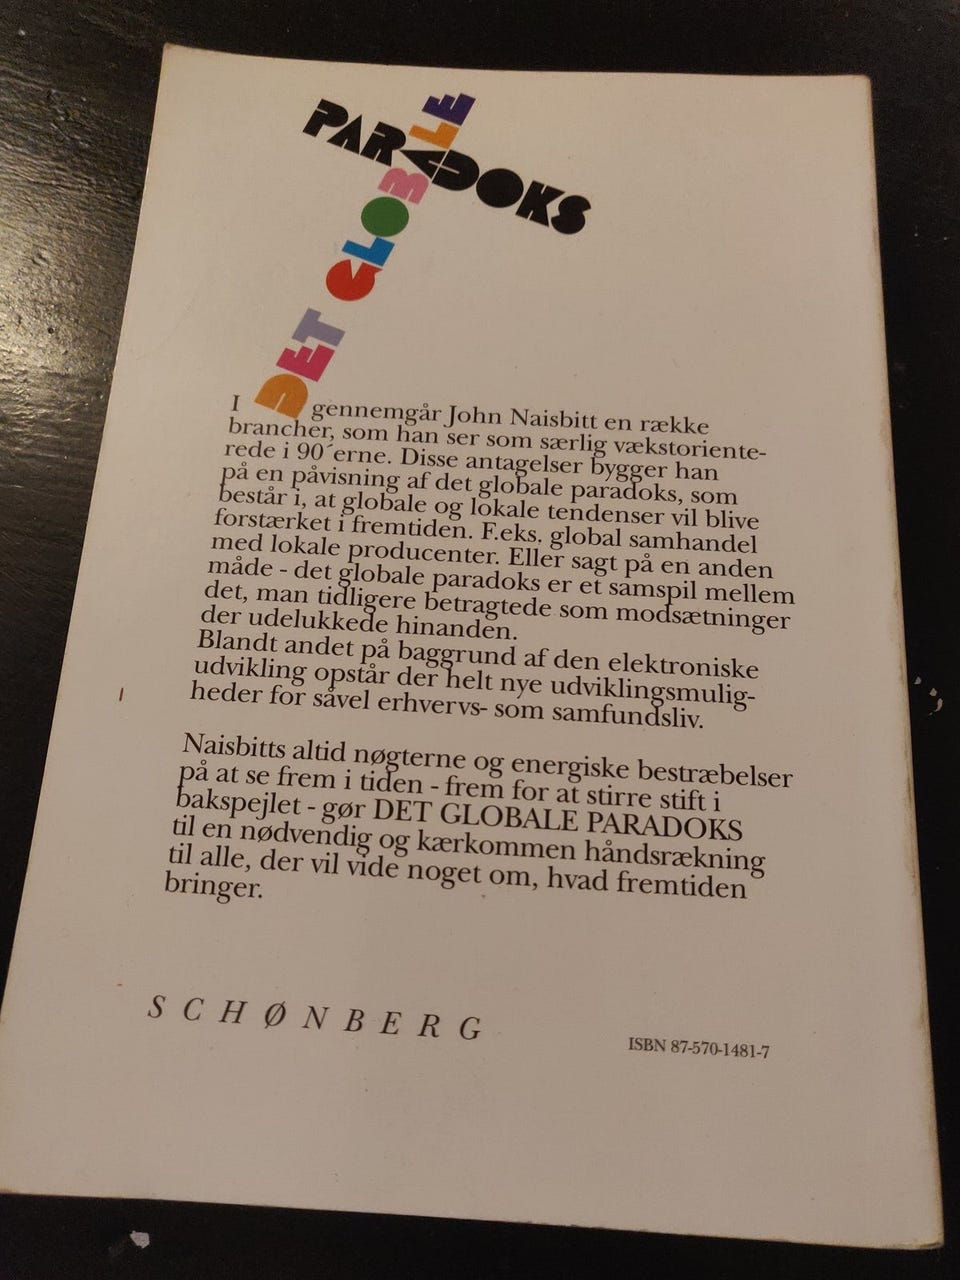 DET GLOBALE
PARADOKS
I gennemgår John Naisbitt en række
brancher, som han ser som særlig vækstoriente-
rede i 90´erne. Disse antagelser bygger han
på en påvisning af det globale paradoks, som
består i, at globale og lokale tendenser vil blive
forstærket i fremtiden. F.eks. global samhandel
med lokale producenter. Eller sagt på en anden
måde - det globale paradoks er et samspil mellem
det, man tidligere betragtede som modsætninger
der udelukkede hinanden.
Blandt andet på baggrund af den elektroniske
udvikling opstår der helt nye udviklingsmulig-
heder for såvel erhvervs- som samfundsliv.
Naisbitts altid nøgterne og energiske bestræbelser
på at se frem i tiden - frem for at stirre stift i
bakspejlet - gør DET GLOBALE PARADOKS
til en nødvendig og kærkommen håndsrækning
til alle, der vil vide noget om, hvad fremtiden
bringer.
SCHØNBERG
ISBN 87-570-1481-7